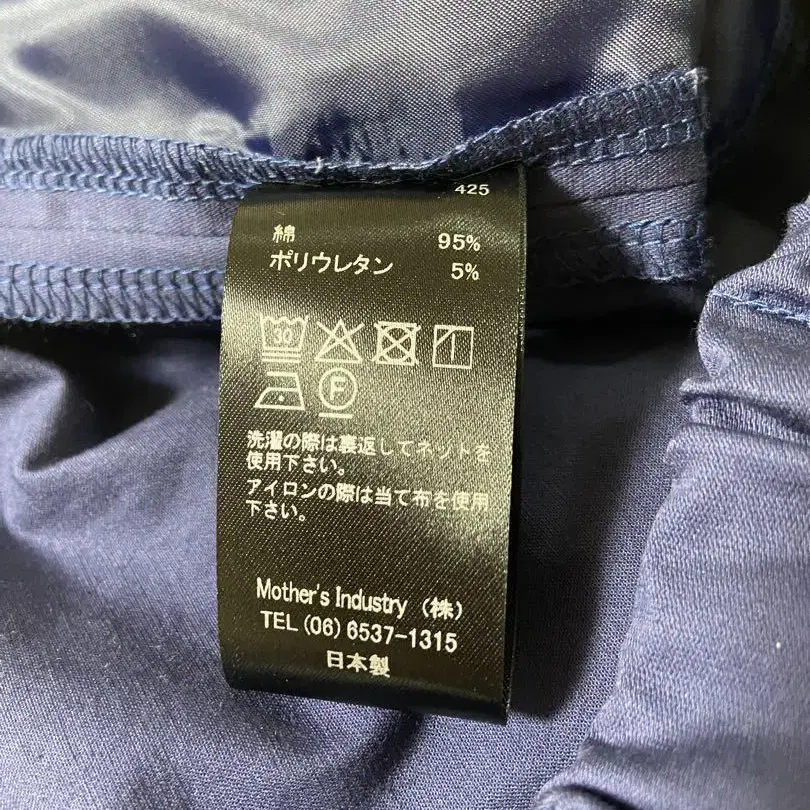 425
綿 95%
ポリウレタン 5%
30
F
洗濯の際は裏返してネットを
使用下さい。
アイロンの際は当て布を使用
下さい。
Mother's Industry (株)
TEL (06) 6537-1315
日本製